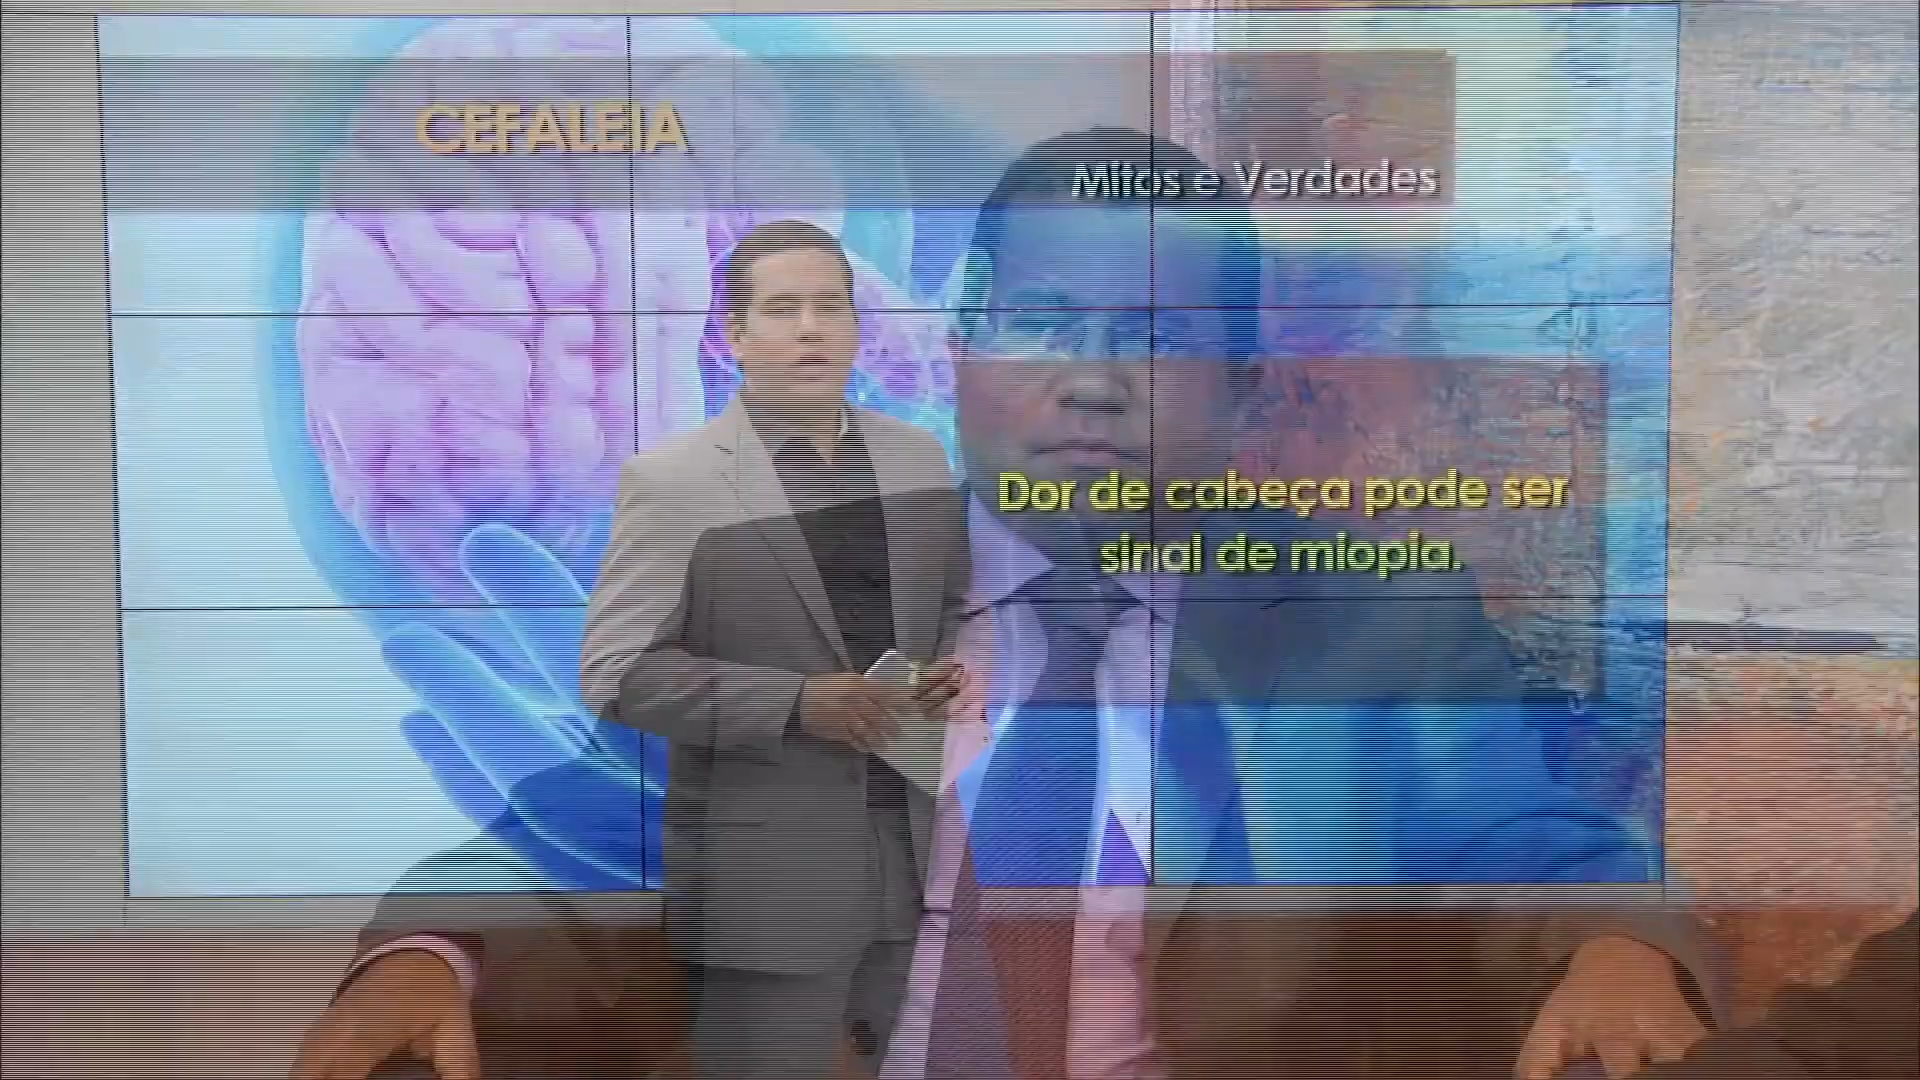 CEFALEIA
Mitos e Verdades
Dor de cabeça pode ser
sinal de miopia.